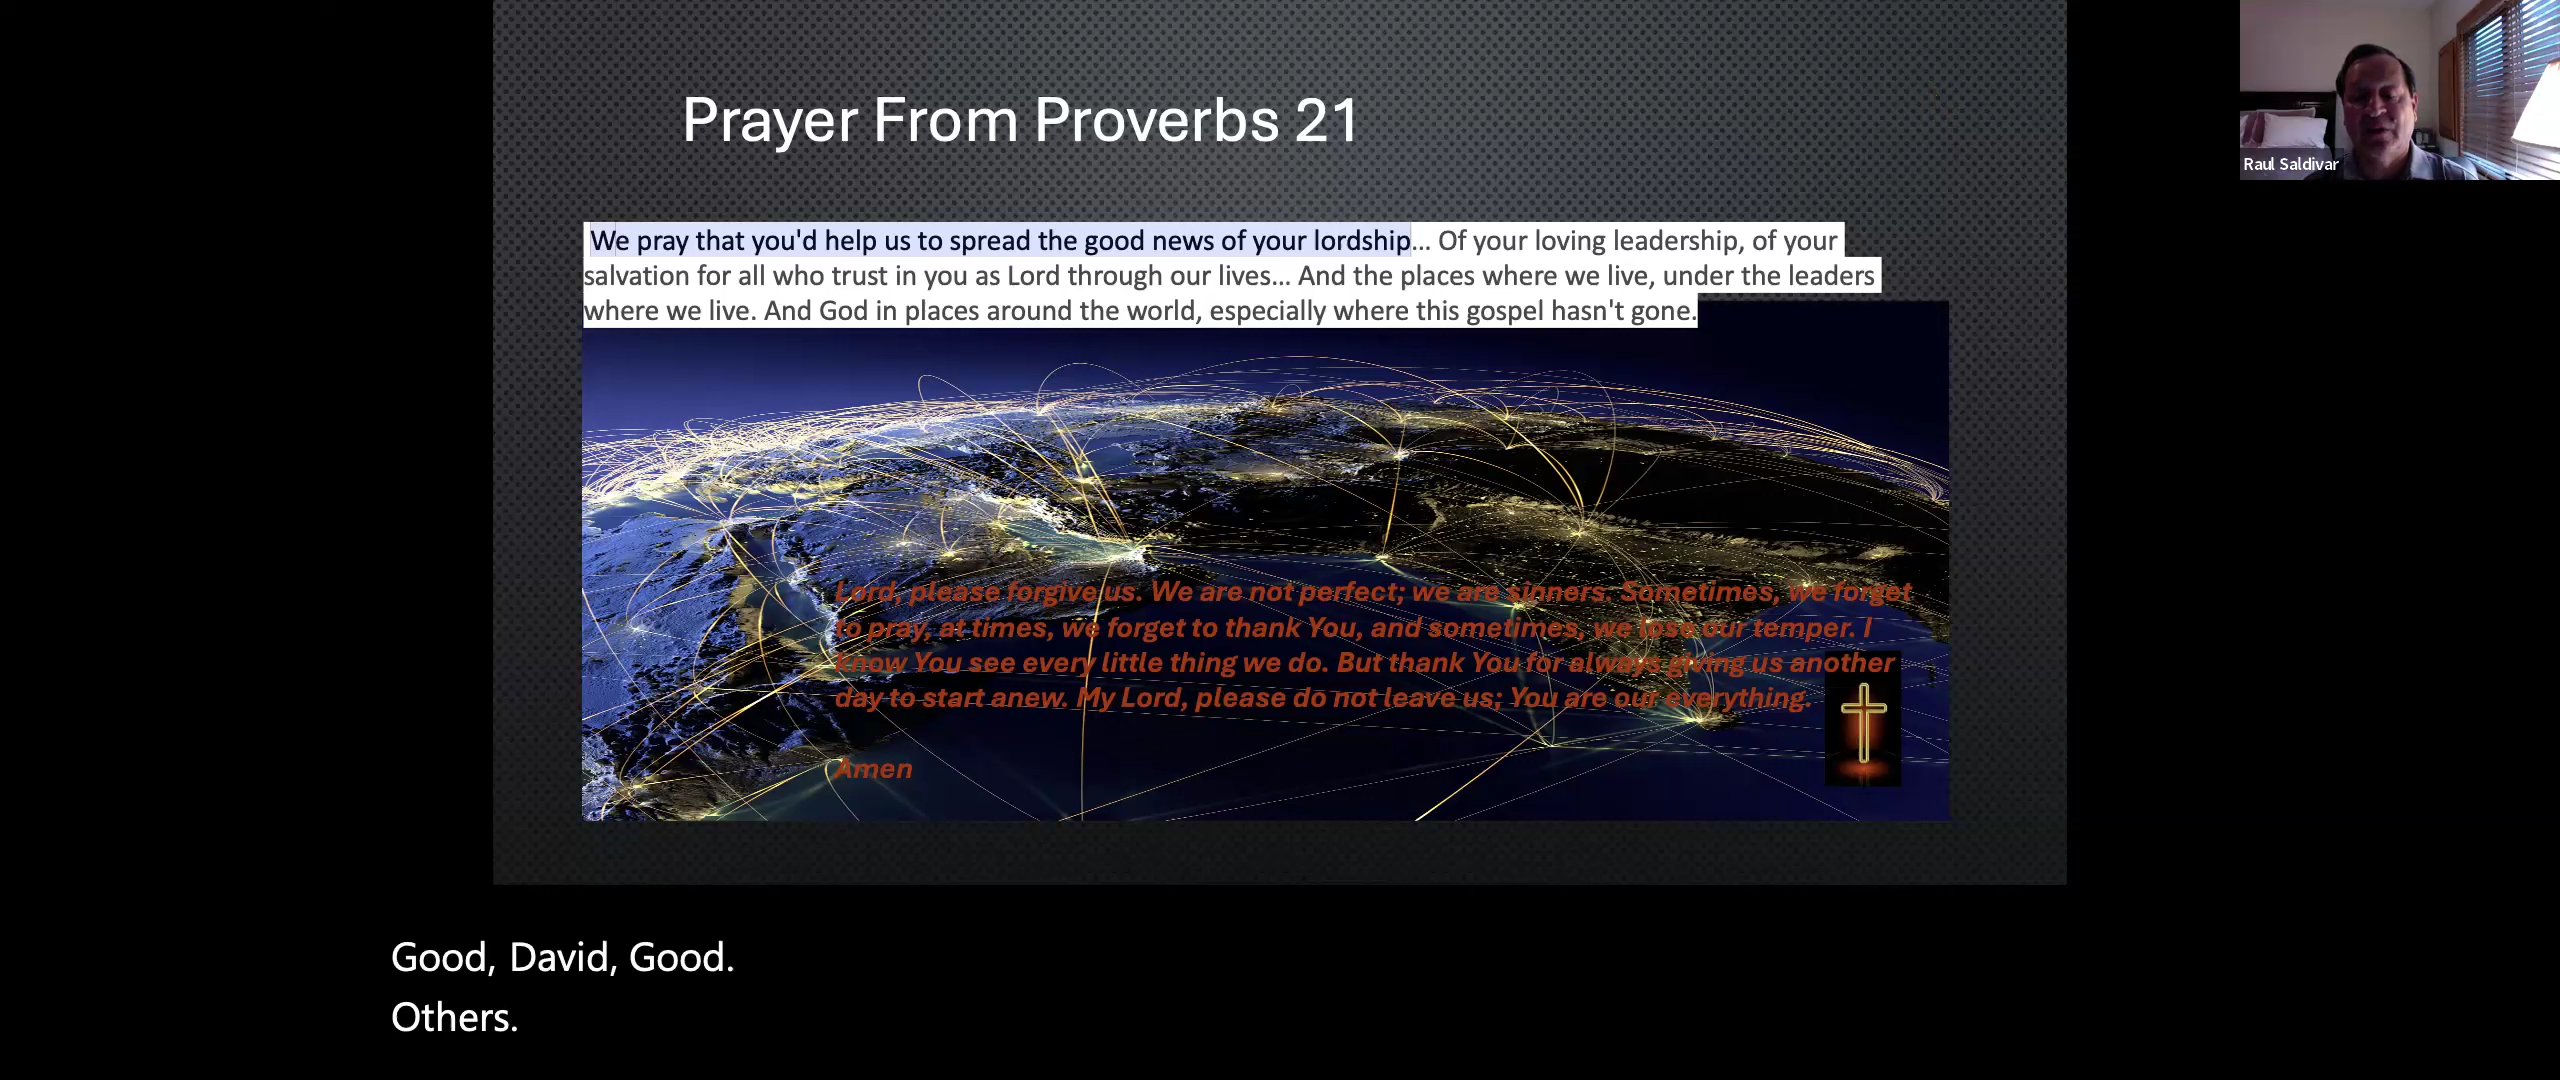 Prayer From Proverbs 21
Raul Saldivar
We pray that you'd help us to spread the good news of your lordship... Of your loving leadership, of your
salvation for all who trust in you as Lord through our lives... And the places where we live, under the leaders
where we live. And God in places around the world, especially where this gospel hasn't gone.
Lord, please forgive us. We are not perfect; we are sinners. Sometimes, we forget
to pray, at times, we forget to thank You, and sometimes, we lose our temper. I
know You see every little thing we do. But thank You for always giving us another
day to start anew. My Lord, please do not leave us; You are our everything.
Amen
Good, David, Good.
Others.